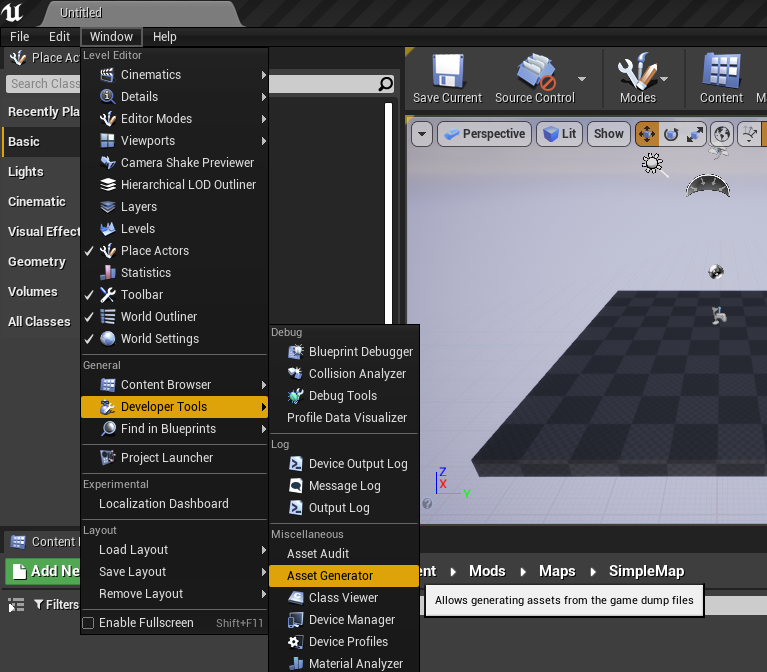 Untitled
File Edit Window Help
Place Ac
Search Clas
Recently Pla
Basic
Lights
Cinematic
Visual Effect
Geometry
Volumes
All Classes
Level Editor
Cinematics
Details
Editor Modes
Viewports
Camera Shake Previewer
Hierarchical LOD Outliner
Layers
Levels
Place Actors
Statistics
Toolbar
World Outliner
World Settings
General
Content Browser
Developer Tools
Find in Blueprints
Project Launcher
Experimental
Localization Dashboard
Layout
Load Layout
Save Layout
Remove Layout
Enable Fullscreen Shift+F11
Debug
Blueprint Debugger
Collision Analyzer
Debug Tools
Profile Data Visualizer
Log
Device Output Log
Message Log
Output Log
Miscellaneous
Asset Audit
Asset Generator
Class Viewer
Device Manager
Device Profiles
Material Analyzer
Save Current Source Control Modes Content M
Perspective Lit Show
Z
X
Y
Content
Add Ne
Filters
ent Mods Maps SimpleMap
Allows generating assets from the game dump files